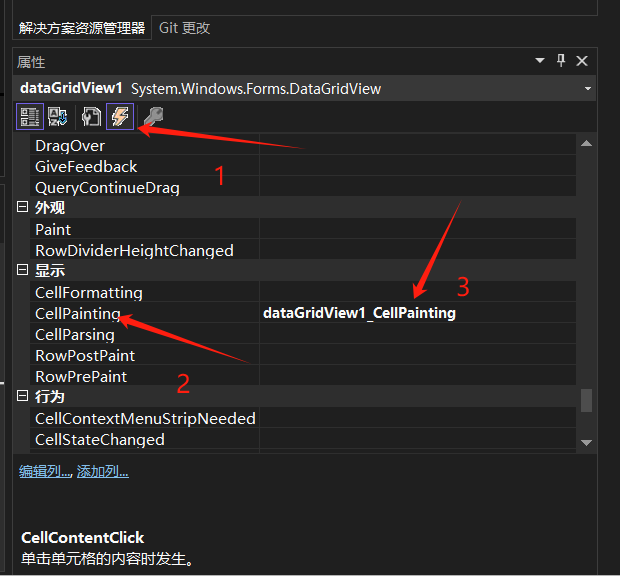 解决方案资源管理器 Git 更改
属性
dataGridView1 System.Windows.Forms.DataGridView
DragOver
GiveFeedback
1
QueryContinueDrag
外观
Paint
RowDividerHeightChanged
显示
CellFormatting
3
CellPainting dataGridView1_CellPainting
CellParsing
RowPostPaint
RowPrePaint
2
行为
CellContextMenuStripNeeded
CellStateChanged
编辑列..., 添加列...
CellContentClick
单击单元格的内容时发生。